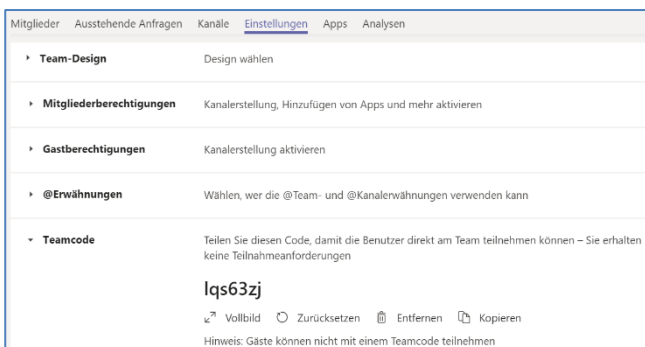 Mitglieder Ausstehende Anfragen Kanäle Einstellungen Apps Analysen
Team-Design Design wählen
Mitgliederberechtigungen Kanalerstellung, Hinzufügen von Apps und mehr aktivieren
Gastberechtigungen Kanalerstellung aktivieren
@Erwähnungen Wählen, wer die @Team- und @Kanalerwähnungen verwenden kann
Teamcode Teilen Sie diesen Code, damit die Benutzer direkt am Team teilnehmen können – Sie erhalten
keine Teilnahmeanforderungen
lqs63zj
Vollbild Zurücksetzen Entfernen Kopieren
Hinweis: Gäste können nicht mit einem Teamcode teilnehmen